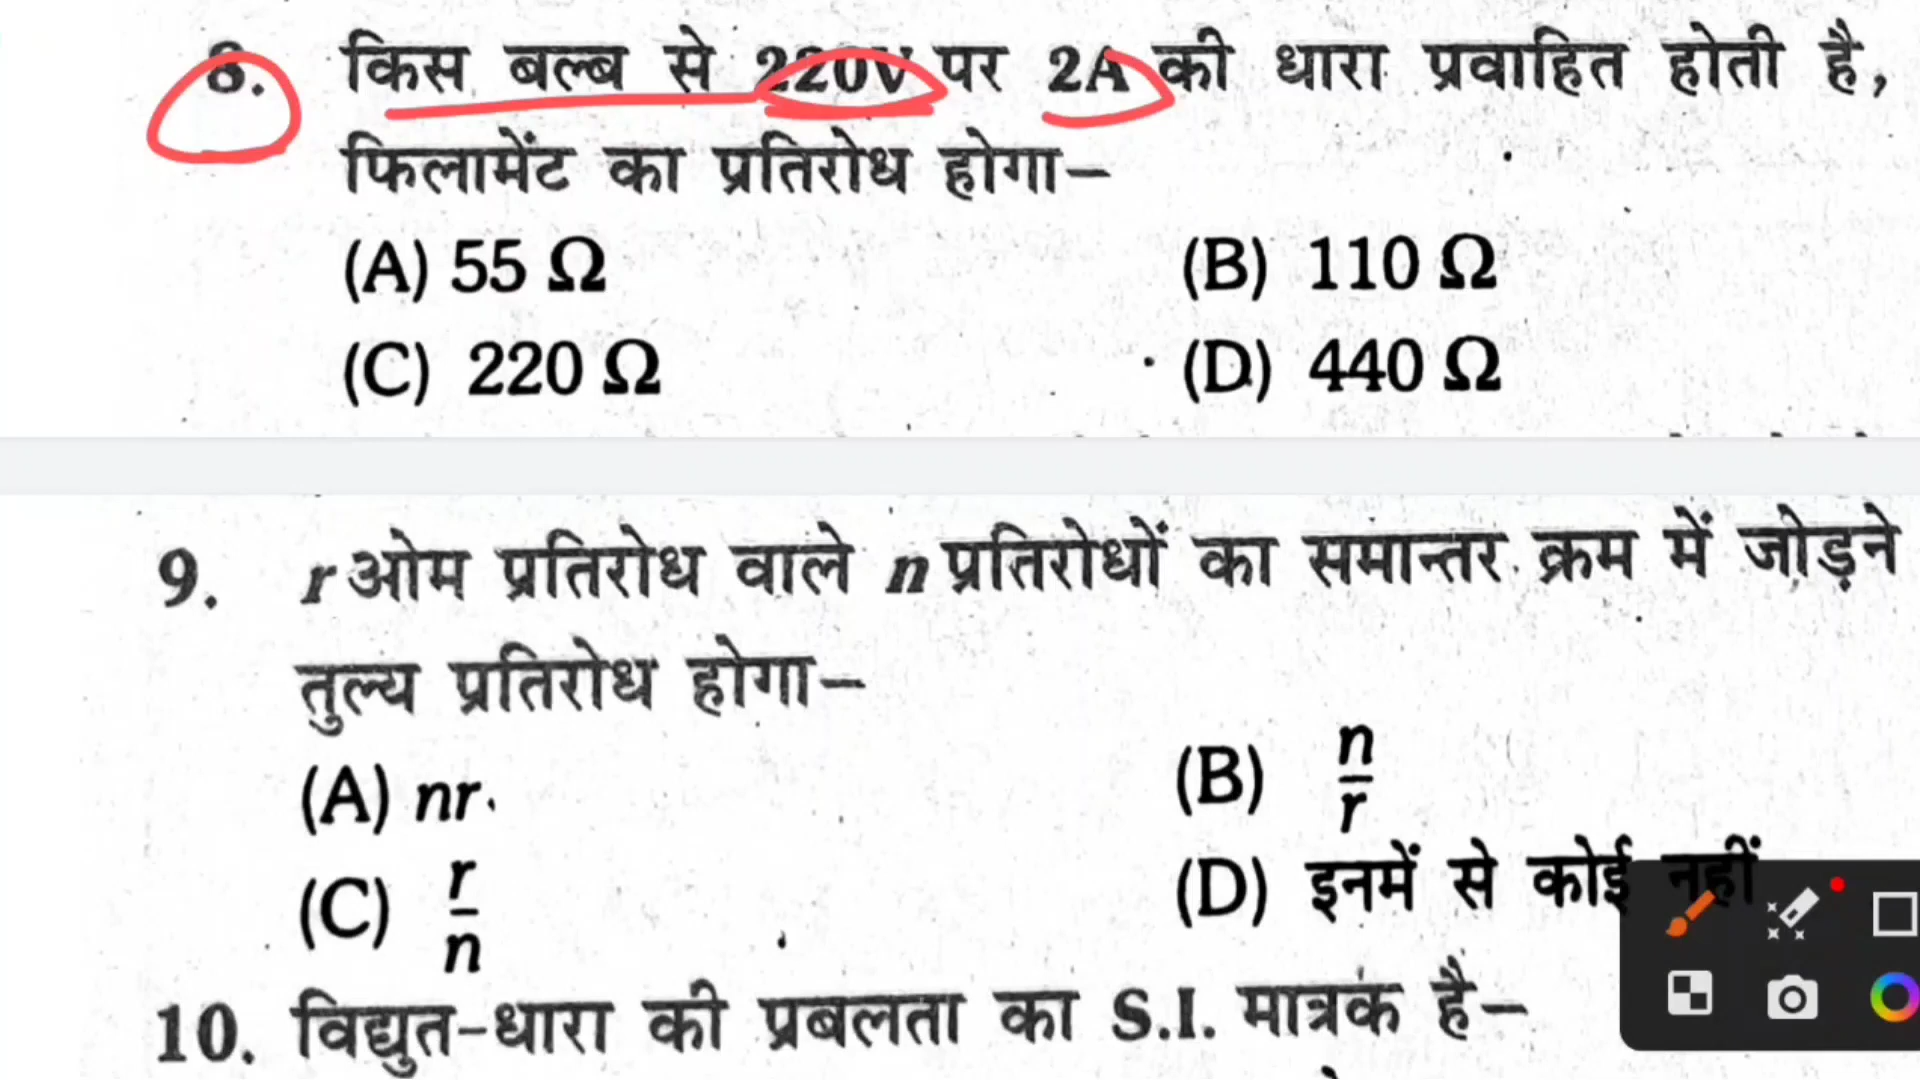 8. किस बल्ब से 220V पर 2A की धारा प्रवाहित होती है,
फिलामेंट का प्रतिरोध होगा–
(A) 55 Ω (B) 110 Ω
(C) 220 Ω (D) 440 Ω
9. r ओम प्रतिरोध वाले n प्रतिरोधों का समान्तर क्रम में जोड़ने
तुल्य प्रतिरोध होगा–
(A) nr (B) n/r
(C) r/n (D) इनमें से कोई नहीं
10. विद्युत-धारा की प्रबलता का S.I. मात्रक है–